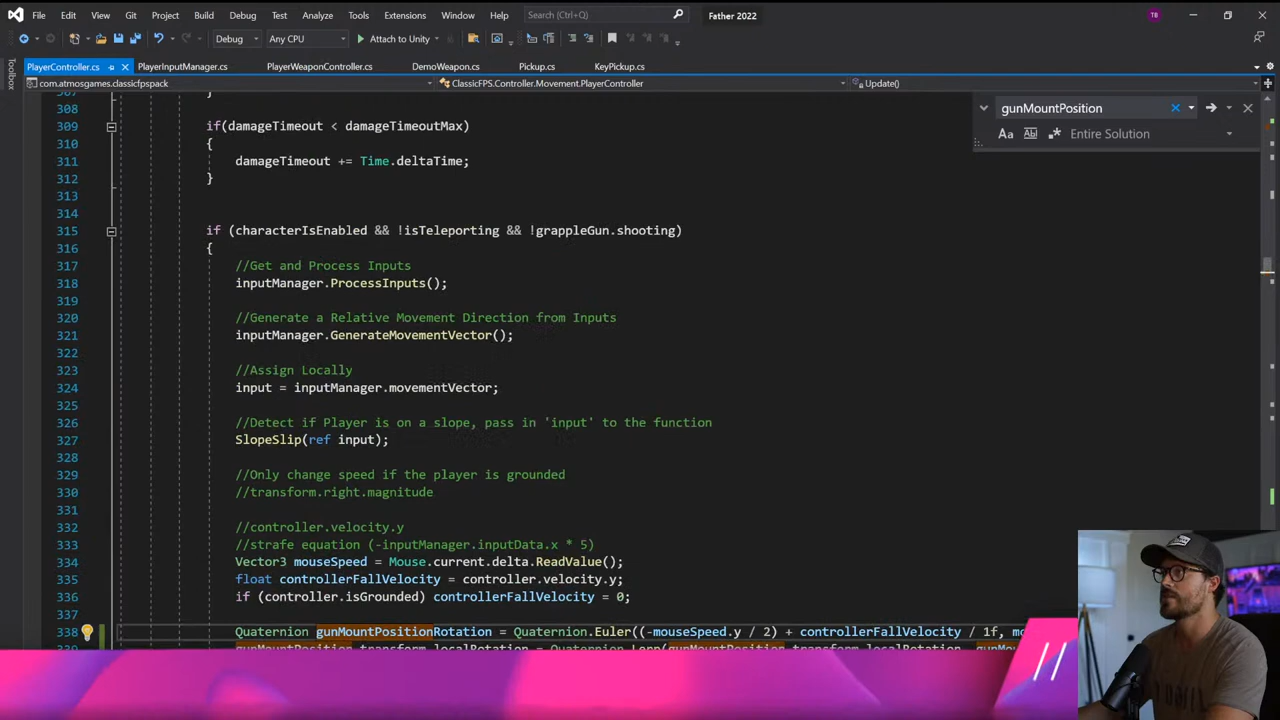 File Edit View Git Project Build Debug Test Analyze Tools Extensions Window Help Search (Ctrl+Q) Father 2022 TB
Debug Any CPU Attach to Unity
PlayerController.cs PlayerInputManager.cs PlayerWeaponController.cs DemoWeapon.cs Pickup.cs KeyPickup.cs
Toolbox
com.atmosgames.classicfpspack ClassicFPS.Controller.Movement.PlayerController Update()
gunMountPosition
Aa Entire Solution
308
309 if(damageTimeout < damageTimeoutMax)
310 {
311 damageTimeout += Time.deltaTime;
312 }
313
314
315 if (characterIsEnabled && !isTeleporting && !grappleGun.shooting)
316 {
317 //Get and Process Inputs
318 inputManager.ProcessInputs();
319
320 //Generate a Relative Movement Direction from Inputs
321 inputManager.GenerateMovementVector();
322
323 //Assign Locally
324 input = inputManager.movementVector;
325
326 //Detect if Player is on a slope, pass in 'input' to the function
327 SlopeSlip(ref input);
328
329 //Only change speed if the player is grounded
330 //transform.right.magnitude
331
332 //controller.velocity.y
333 //strafe equation (-inputManager.inputData.x * 5)
334 Vector3 mouseSpeed = Mouse.current.delta.ReadValue();
335 float controllerFallVelocity = controller.velocity.y;
336 if (controller.isGrounded) controllerFallVelocity = 0;
337
338 Quaternion gunMountPositionRotation = Quaternion.Euler((-mouseSpeed.y / 2) + controllerFallVelocity / 1f,
//